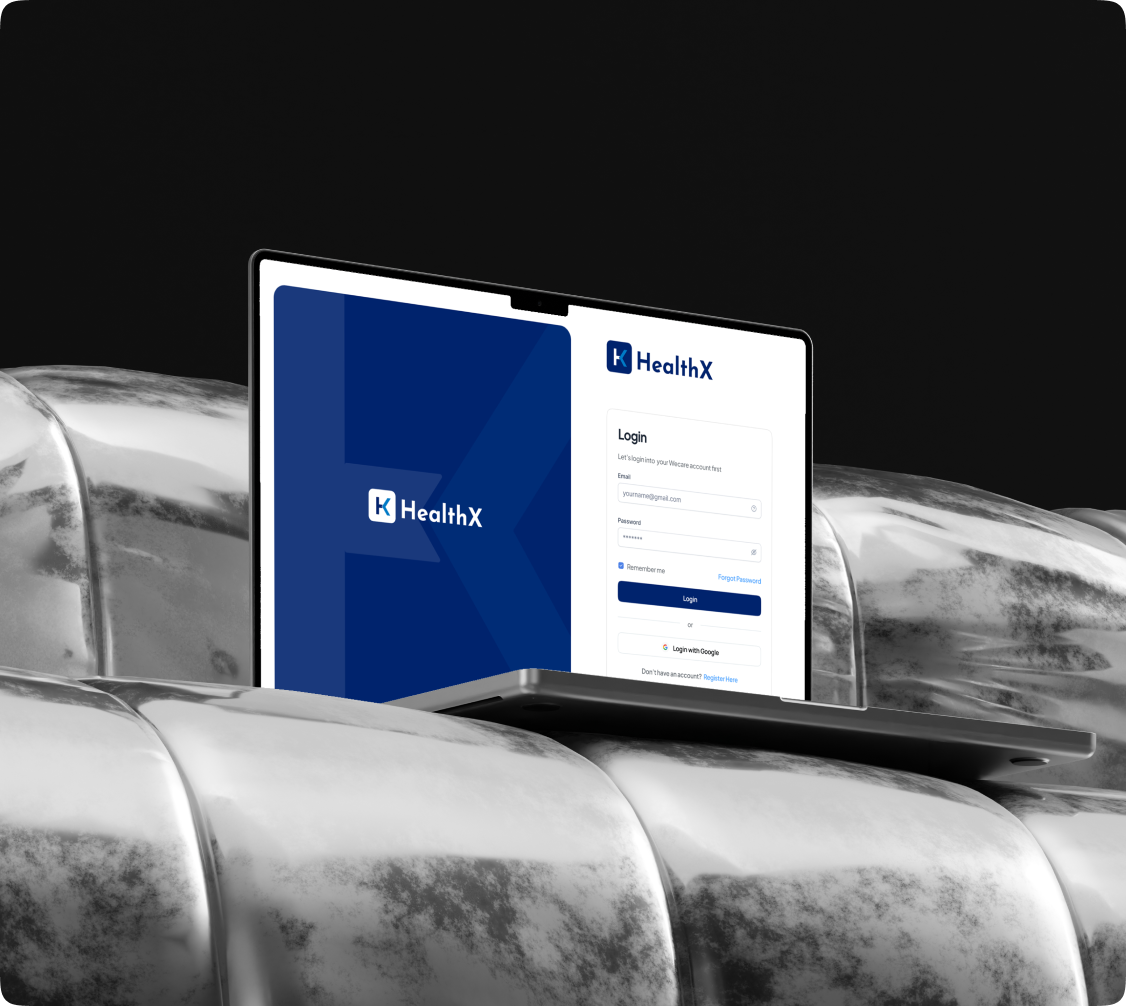 HealthX
HealthX
Login
Let's login into your Wecare account first
Email
yourname@gmail.com
Password
*******
Remember me
Forgot Password
Login
or
Login with Google
Don't have an account? Register Here